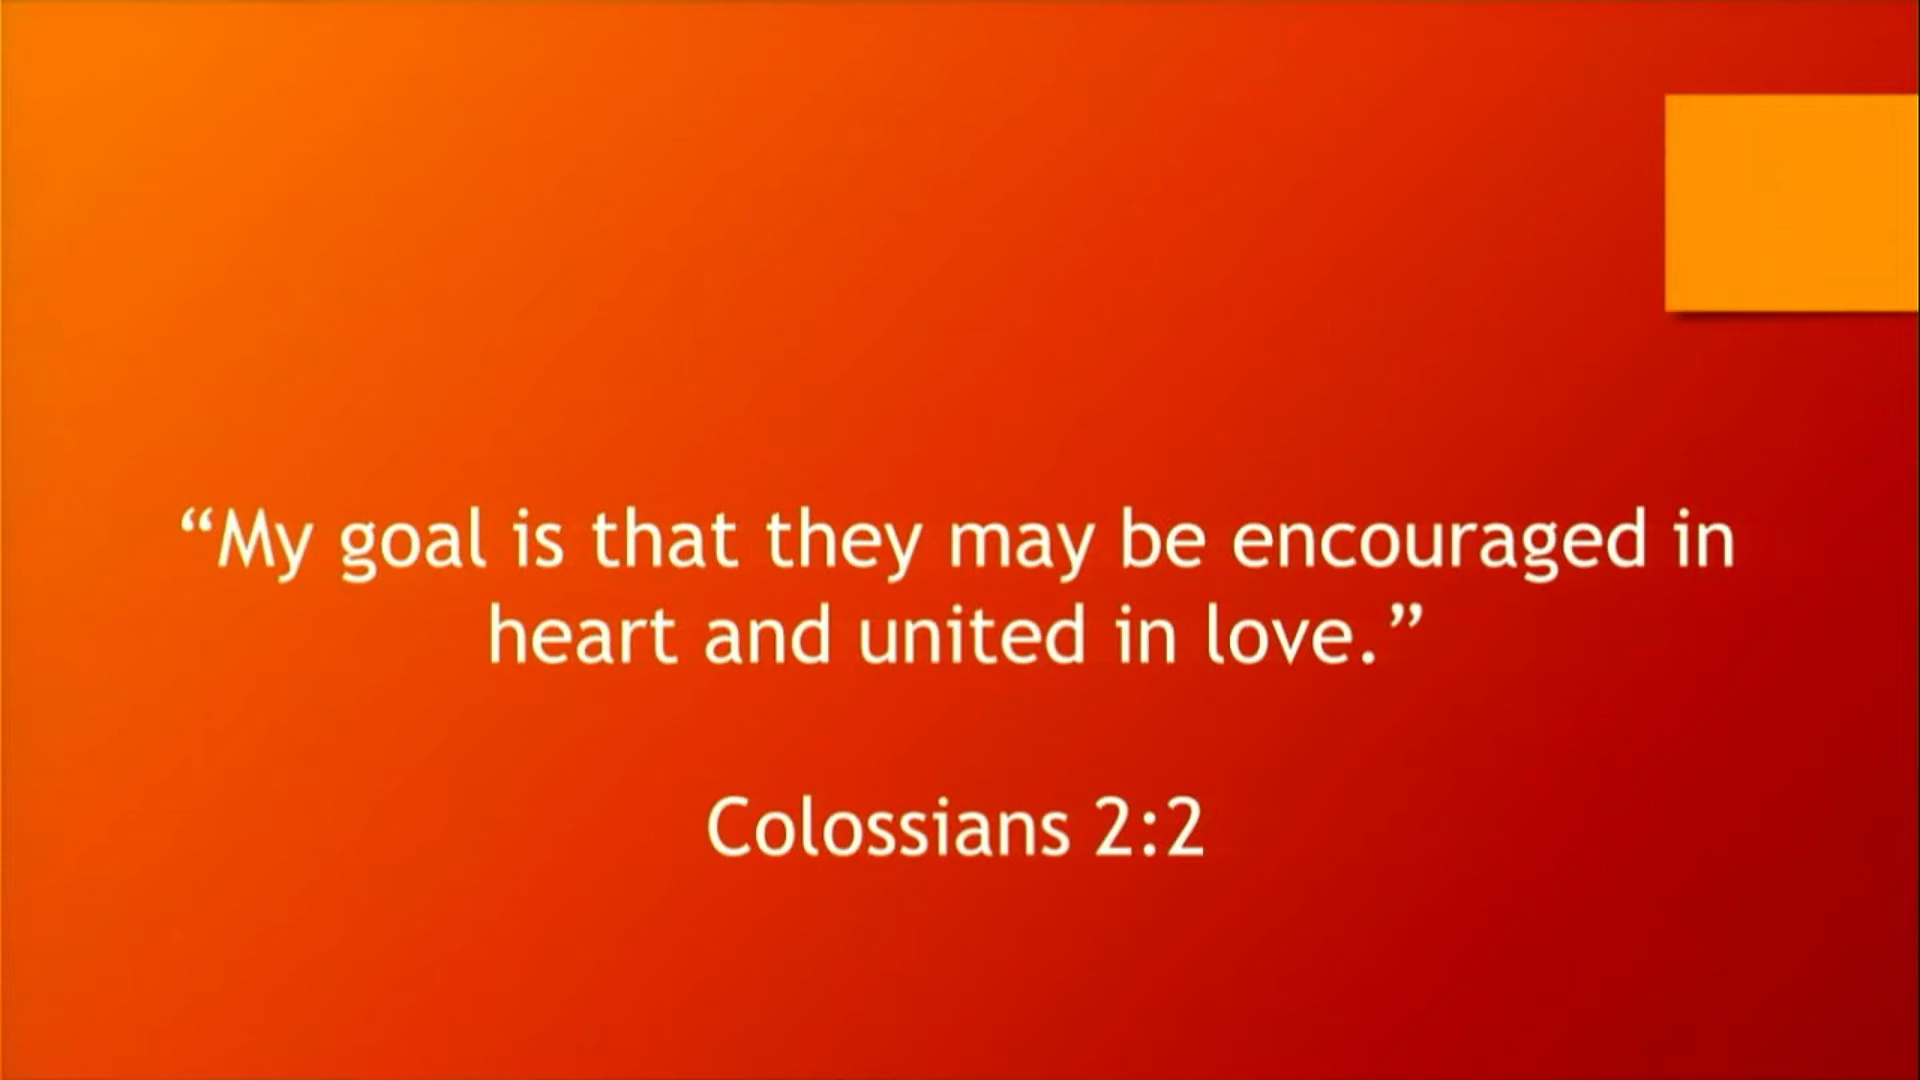 “My goal is that they may be encouraged in
heart and united in love.”
Colossians 2:2